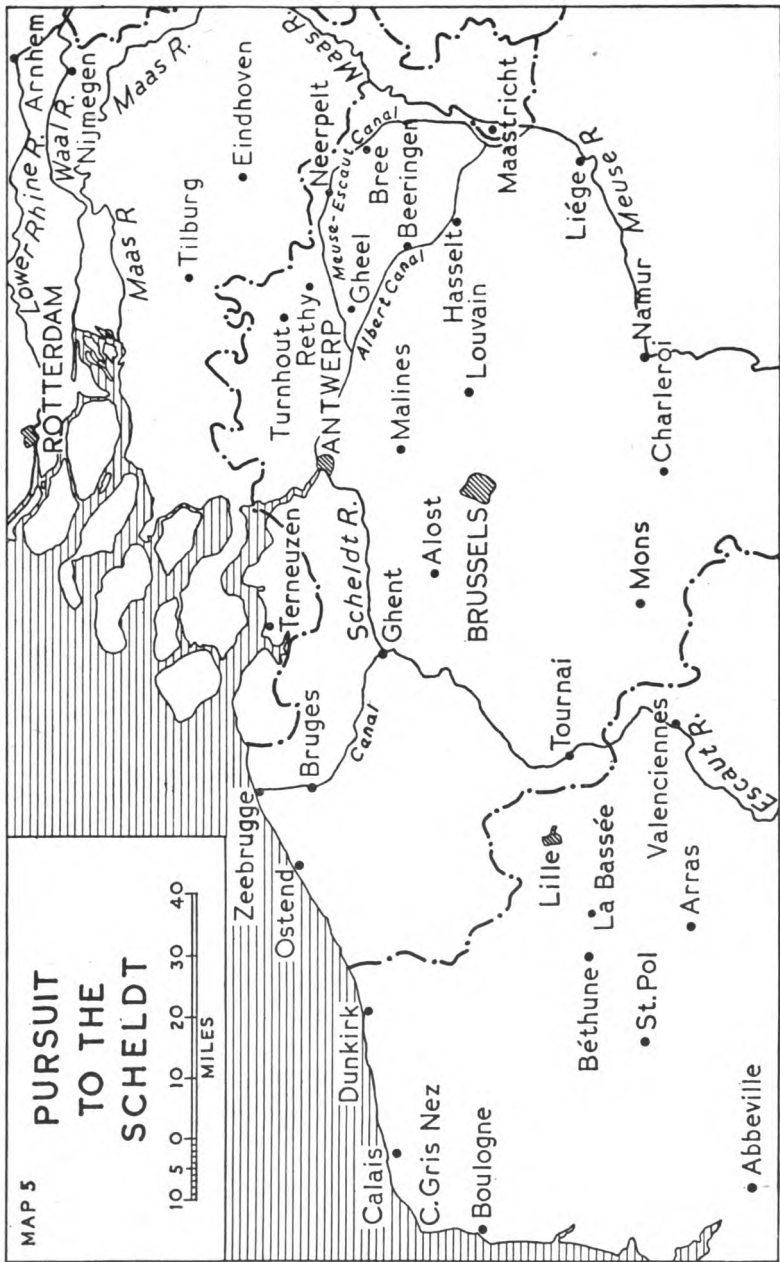 MAP 5
PURSUIT
TO THE
SCHELDT
10 5 0 10 20 30 40
MILES
ROTTERDAM
Lower Rhine R.
Arnhem
Waal R.
Nijmegen
Maas R.
Maas R
Tilburg
Eindhoven
Maas R.
Zeebrugge
Bruges
Ostend
Terneuzen
Turnhout
Rethy
Neerpelt
ANTWERP
Meuse-Escaut Canal
Gheel
Bree
Albert Canal
Beeringen
Scheldt R.
Canal
Ghent
Malines
Alost
Hasselt
Louvain
Maastricht
BRUSSELS
Dunkirk
Calais
C. Gris Nez
Boulogne
Tournai
Lille
La Bassée
Béthune
St. Pol
Valenciennes
Escaut R.
Arras
Mons
Liége
Meuse R
Namur
Charleroi
Abbeville